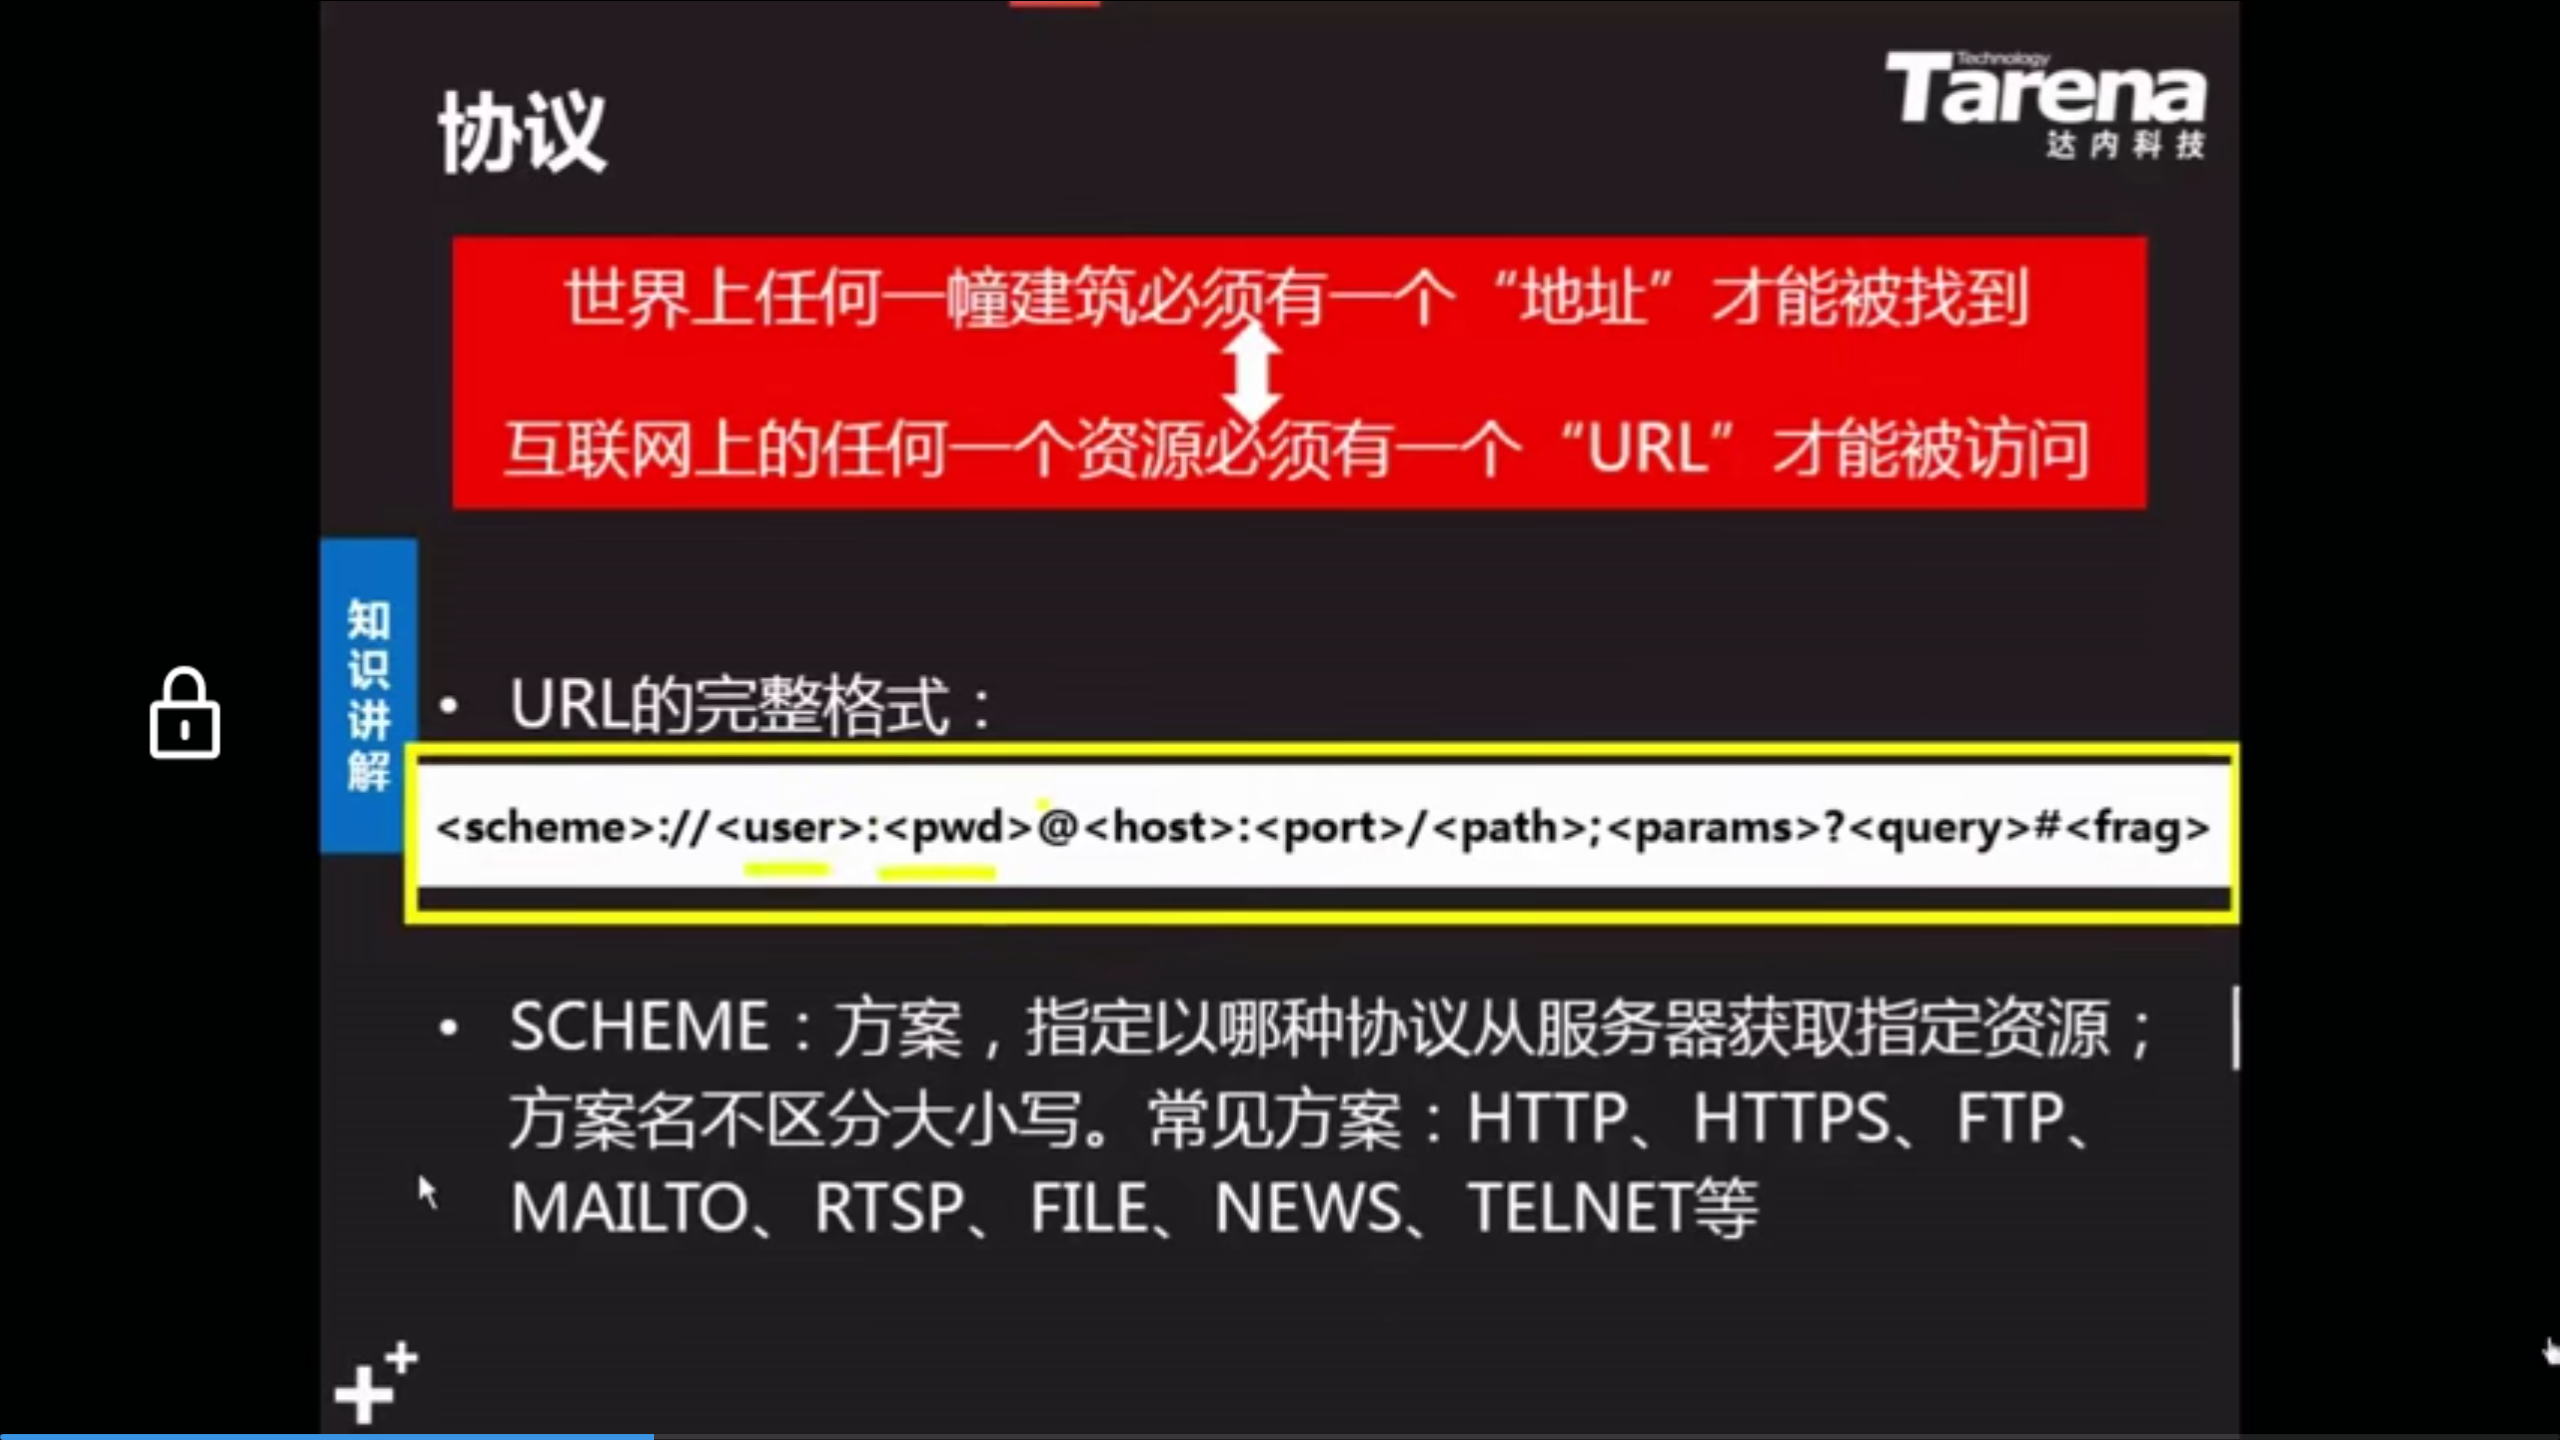 协议
Technology
Tarena
达内科技
世界上任何一幢建筑必须有一个“地址”才能被找到
互联网上的任何一个资源必须有一个“URL”才能被访问
知识讲解
• URL的完整格式：
<scheme>://<user>:<pwd>@<host>:<port>/<path>;<params>?<query>#<frag>
• SCHEME：方案，指定以哪种协议从服务器获取指定资源；
方案名不区分大小写。常见方案：HTTP、HTTPS、FTP、
MAILTO、RTSP、FILE、NEWS、TELNET等